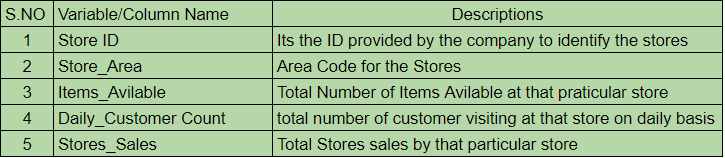 S.NO Variable/Column Name Descriptions
1 Store ID Its the ID provided by the company to identify the stores
2 Store_Area Area Code for the Stores
3 Items_Avilable Total Number of Items Avilable at that praticular store
4 Daily_Customer Count total number of customer visiting at that store on daily basis
5 Stores_Sales Total Stores sales by that particular store